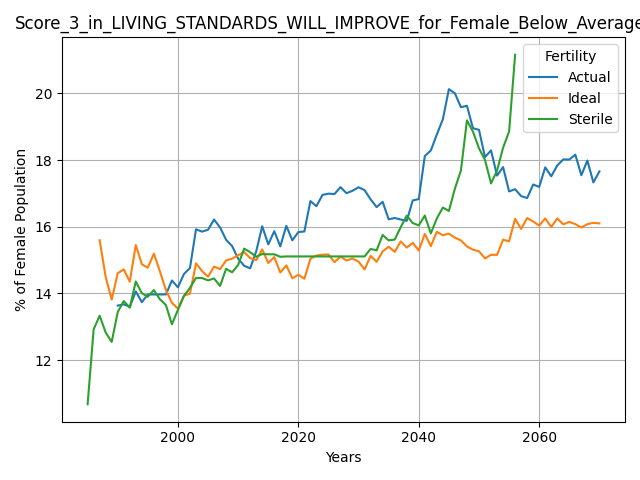 Score_3_in_LIVING_STANDARDS_WILL_IMPROVE_for_Female_Below_Average
Fertility
Actual
Ideal
Sterile
% of Female Population
20
18
16
14
12
2000
2020
2040
2060
Years